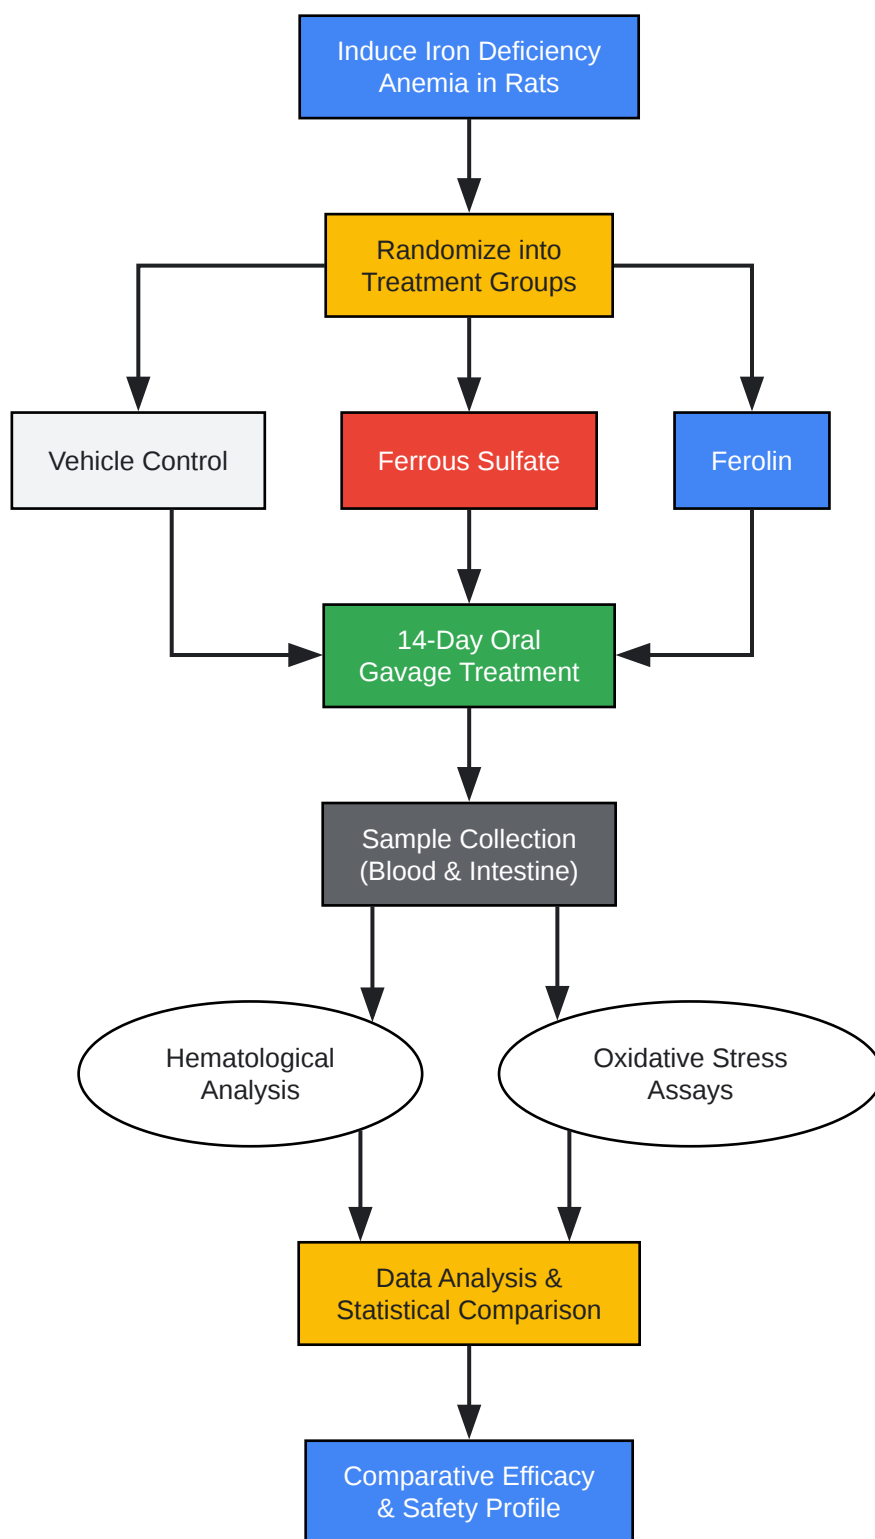 Induce Iron Deficiency
Anemia in Rats
Randomize into
Treatment Groups
Vehicle Control
Ferrous Sulfate
Ferolin
14-Day Oral
Gavage Treatment
Sample Collection
(Blood & Intestine)
Hematological
Analysis
Oxidative Stress
Assays
Data Analysis &
Statistical Comparison
Comparative Efficacy
& Safety Profile